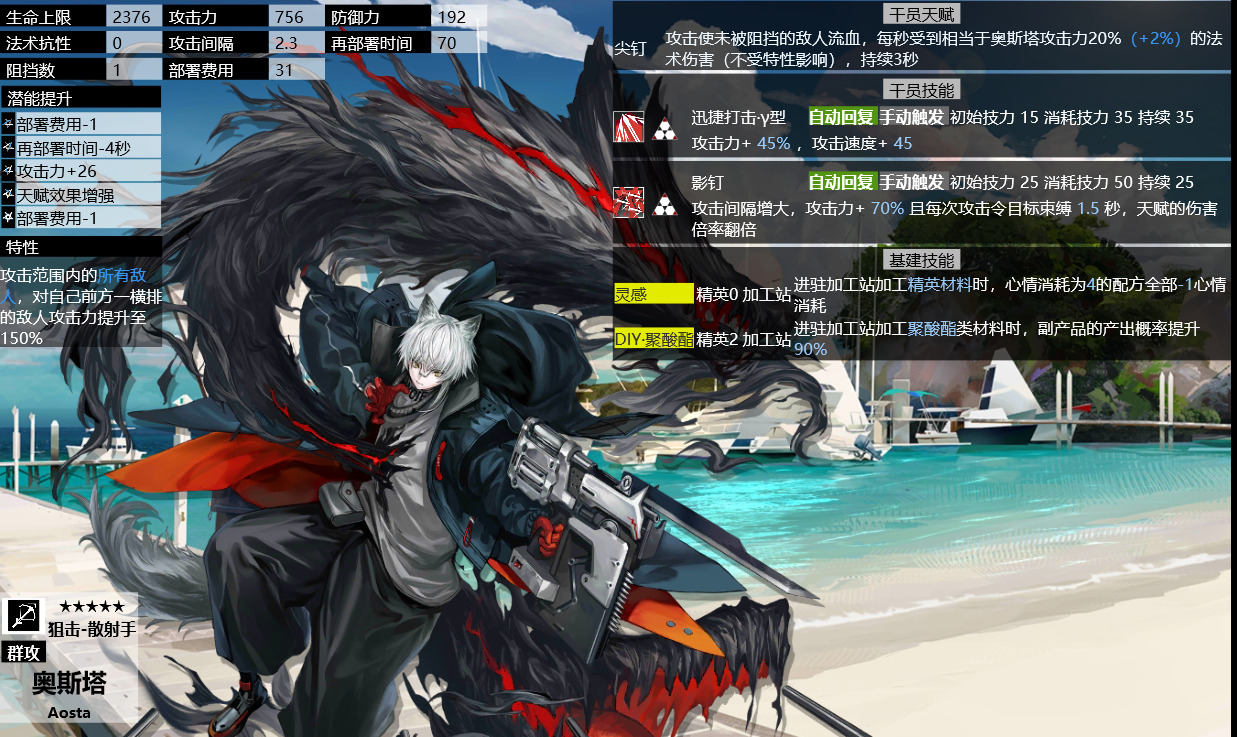 生命上限 2376 攻击力 756 防御力 192
法术抗性 0 攻击间隔 2.3 再部署时间 70
阻挡数 1 部署费用 31
潜能提升
部署费用-1
再部署时间-4秒
攻击力+26
天赋效果增强
部署费用-1
特性
攻击范围内的所有敌
人，对自己前方一横排
的敌人攻击力提升至
150%
★★★★★
狙击-散射手
群攻
奥斯塔
Aosta
干员天赋
尖钉
攻击使未被阻挡的敌人流血，每秒受到相当于奥斯塔攻击力20%（+2%）的法
术伤害（不受特性影响），持续3秒
干员技能
迅捷打击·γ型 自动回复 手动触发 初始技力 15 消耗技力 35 持续 35
攻击力+ 45% ，攻击速度+ 45
影钉 自动回复 手动触发 初始技力 25 消耗技力 50 持续 25
攻击间隔增大，攻击力+ 70% 且每次攻击令目标束缚 1.5 秒，天赋的伤害
倍率翻倍
基建技能
灵感 精英0 加工站 进驻加工站加工精英材料时，心情消耗为4的配方全部-1心情
消耗
DIY·聚酸酯 精英2 加工站 进驻加工站加工聚酸酯类材料时，副产品的产出概率提升
90%